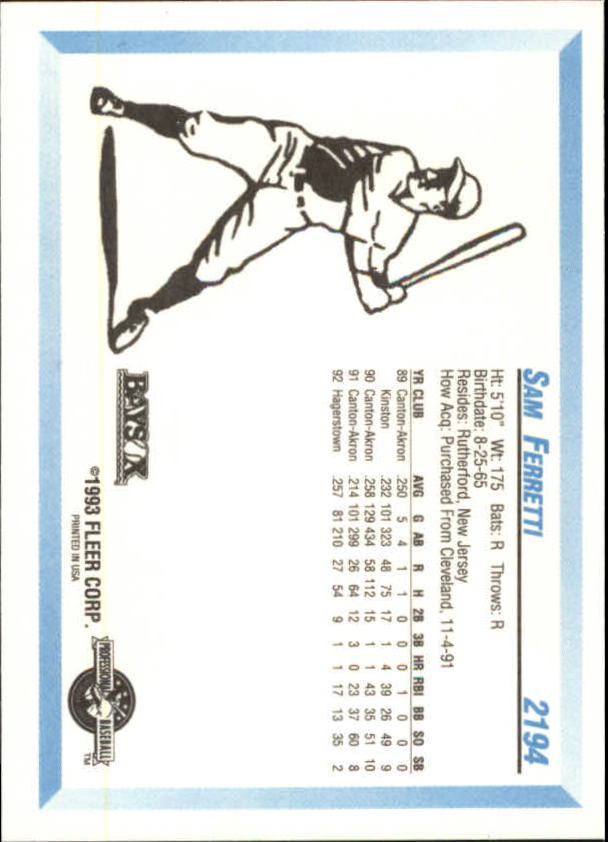 SAM FERRETTI 2194
Ht: 5'10" Wt: 175 Bats: R Throws: R
Birthdate: 8-25-65
Resides: Rutherford, New Jersey
How Acq: Purchased From Cleveland, 11-4-91
YR CLUB AVG G AB R H 2B 3B HR RBI BB SO SB
89 Canton-Akron .250 5 4 1 1 0 0 0 1 0 0 0
Kinston .232 101 323 48 75 17 1 4 39 26 49 9
90 Canton-Akron .258 129 434 58 112 15 1 1 43 35 51 10
91 Canton-Akron .214 101 299 26 64 12 3 0 23 37 60 8
92 Hagerstown .257 81 210 27 54 9 1 1 17 13 35 2
BAYSOX
©1993 FLEER CORP.
PRINTED IN USA
PROFESSIONAL BASEBALL
TM